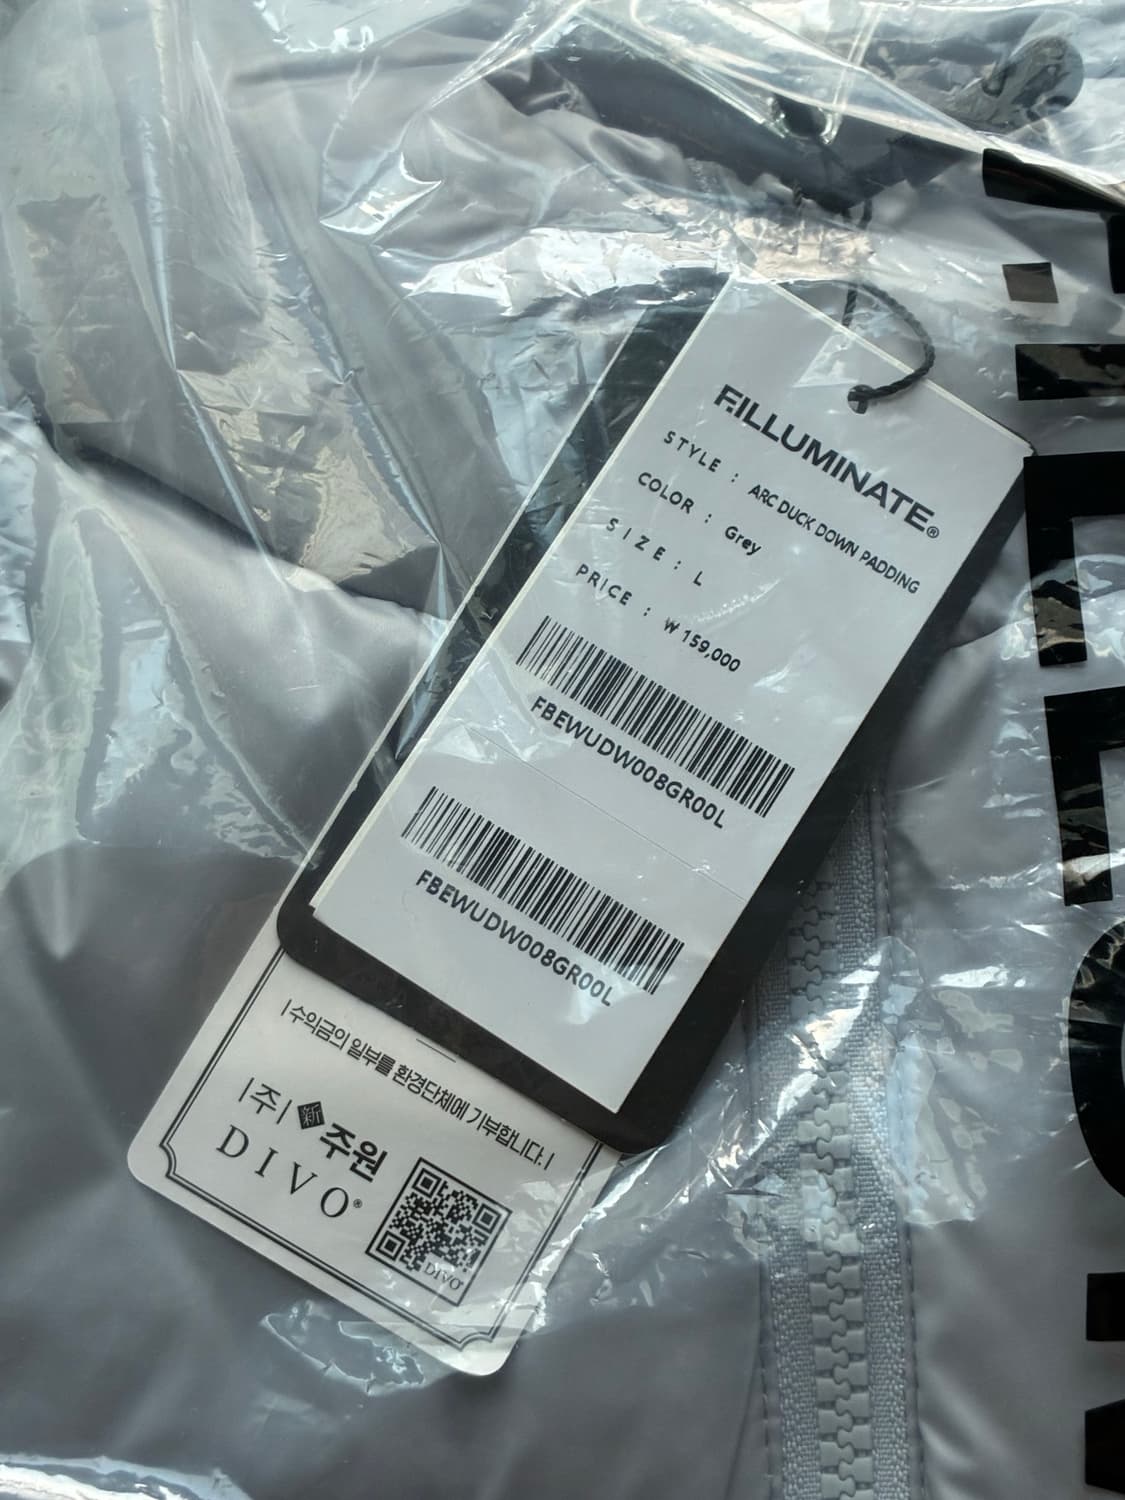 F.ILLUMINATE®
STYLE : ARC DUCK DOWN PADDING
COLOR : Grey
SIZE : L
PRICE : ₩ 159,000
FBEWUDW008GR00L
FBEWUDW008GR00L
|수익금의 일부를 환경단체에 기부합니다.|
|주| 新 주원
DIVO®
DIVO®